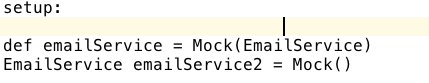 setup:
def emailService = Mock(EmailService)
EmailService emailService2 = Mock()